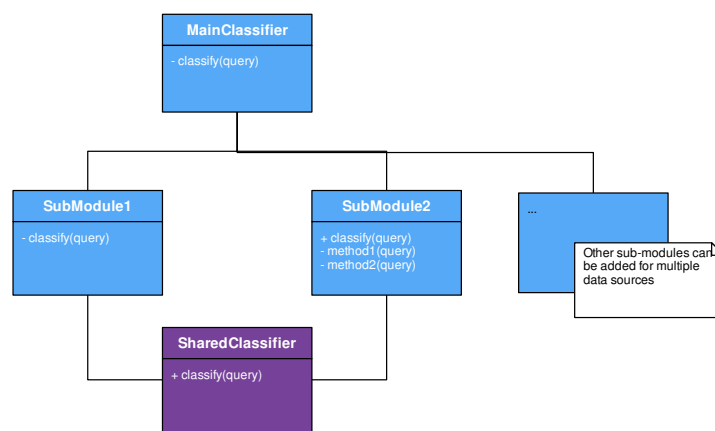 MainClassifier
- classify(query)
SubModule1
- classify(query)
SubModule2
+ classify(query)
- method1(query)
- method2(query)
...
Other sub-modules can
be added for multiple
data sources
SharedClassifier
+ classify(query)